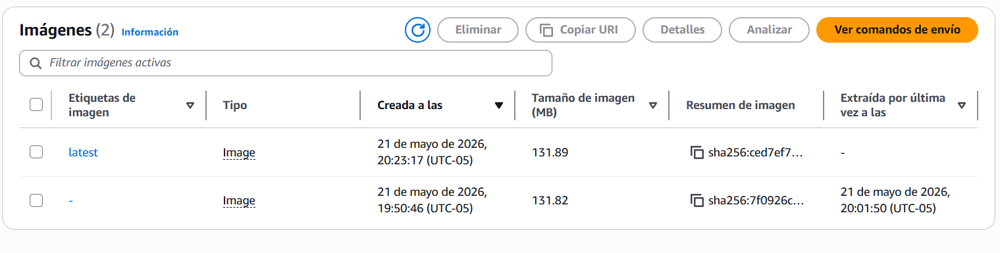 Imágenes (2) Información
Eliminar
Copiar URI
Detalles
Analizar
Ver comandos de envío
Filtrar imágenes activas
Etiquetas de imagen
Tipo
Creada a las
Tamaño de imagen (MB)
Resumen de imagen
Extraída por última vez a las
latest
Image
21 de mayo de 2026,
20:23:17 (UTC-05)
131.89
sha256:ced7ef7...
-
-
Image
21 de mayo de 2026,
19:50:46 (UTC-05)
131.82
sha256:7f0926c...
21 de mayo de 2026,
20:01:50 (UTC-05)